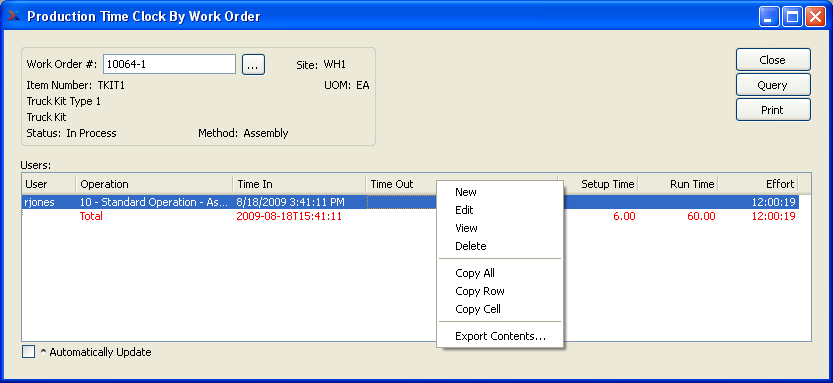 Production Time Clock By Work Order
Work Order #: 10064-1 ... Site: WH1 Close
Item Number: TKIT1 UOM: EA Query
Truck Kit Type 1
Truck Kit Print
Status: In Process Method: Assembly
Users:
User Operation Time In Time Out Setup Time Run Time Effort
rjones 10 - Standard Operation - As... 8/18/2009 3:41:11 PM 12:00:19
Total 2009-08-18T15:41:11 6.00 60.00 12:00:19
New
Edit
View
Delete
Copy All
Copy Row
Copy Cell
Export Contents...
^ Automatically Update